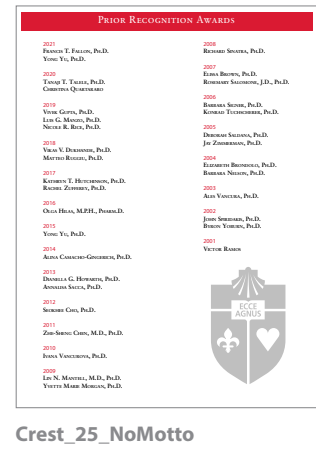 Prior Recognition Awards
2021
Francis T. Fallon, Ph.D.
Yong Yu, Ph.D.
2020
Tanaji T. Talele, Ph.D.
Christina Quartararo
2019
Vivek Gupta, Ph.D.
Luis G. Manzo, Ph.D.
Nicole R. Rice, Ph.D.
2018
Vikas V. Dukhande, Ph.D.
Matteo Ruggiu, Ph.D.
2017
Kathryn T. Hutchinson, Ph.D.
Rachel Zufferey, Ph.D.
2016
Olga Hilas, M.P.H., Pharm.D.
2015
Yong Yu, Ph.D.
2014
Alina Camacho-Gingerich, Ph.D.
2013
Dianella G. Howarth, Ph.D.
Annalisa Sacca, Ph.D.
2012
Seokhee Cho, Ph.D.
2011
Zhe-Sheng Chen, M.D., Ph.D.
2010
Ivana Vancurova, Ph.D.
2009
Lin N. Mantell, M.D., Ph.D.
Yvette Marie Morgan, Ph.D.
2008
Richard Sinatra, Ph.D.
2007
Elissa Brown, Ph.D.
Rosemary Salomone, J.D., Ph.D.
2006
Barbara Signer, Ph.D.
Konrad Tuchscherer, Ph.D.
2005
Deborah Saldana, Ph.D.
Jay Zimmerman, Ph.D.
2004
Elizabeth Brondolo, Ph.D.
Barbara Nelson, Ph.D.
2003
Ales Vancura, Ph.D.
2002
John Spiridakis, Ph.D.
Byron Yoburn, Ph.D.
2001
Victor Ramos
ECCE
AGNUS
Crest_25_NoMotto